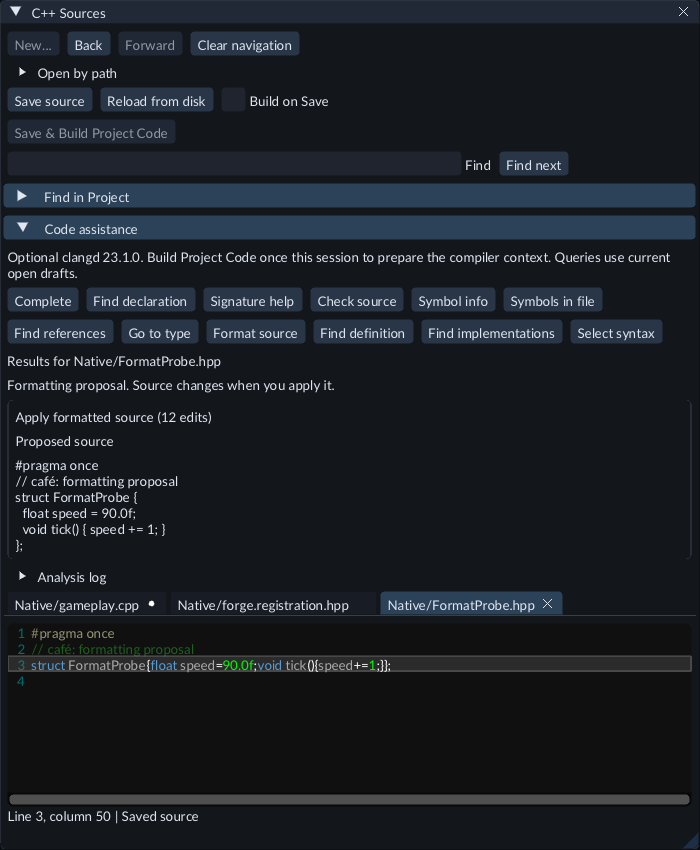 C++ Sources
New... Back Forward Clear navigation
Open by path
Save source Reload from disk Build on Save
Save & Build Project Code
Find Find next
Find in Project
Code assistance
Optional clangd 23.1.0. Build Project Code once this session to prepare the compiler context. Queries use current
open drafts.
Complete Find declaration Signature help Check source Symbol info Symbols in file
Find references Go to type Format source Find definition Find implementations Select syntax
Results for Native/FormatProbe.hpp
Formatting proposal. Source changes when you apply it.
Apply formatted source (12 edits)
Proposed source
#pragma once
// café: formatting proposal
struct FormatProbe {
  float speed = 90.0f;
  void tick() { speed += 1; }
};
Analysis log
Native/gameplay.cpp Native/forge.registration.hpp Native/FormatProbe.hpp
1 #pragma once
2 // café: formatting proposal
3 struct FormatProbe{float speed=90.0f;void tick(){speed+=1;}};
4
Line 3, column 50 | Saved source